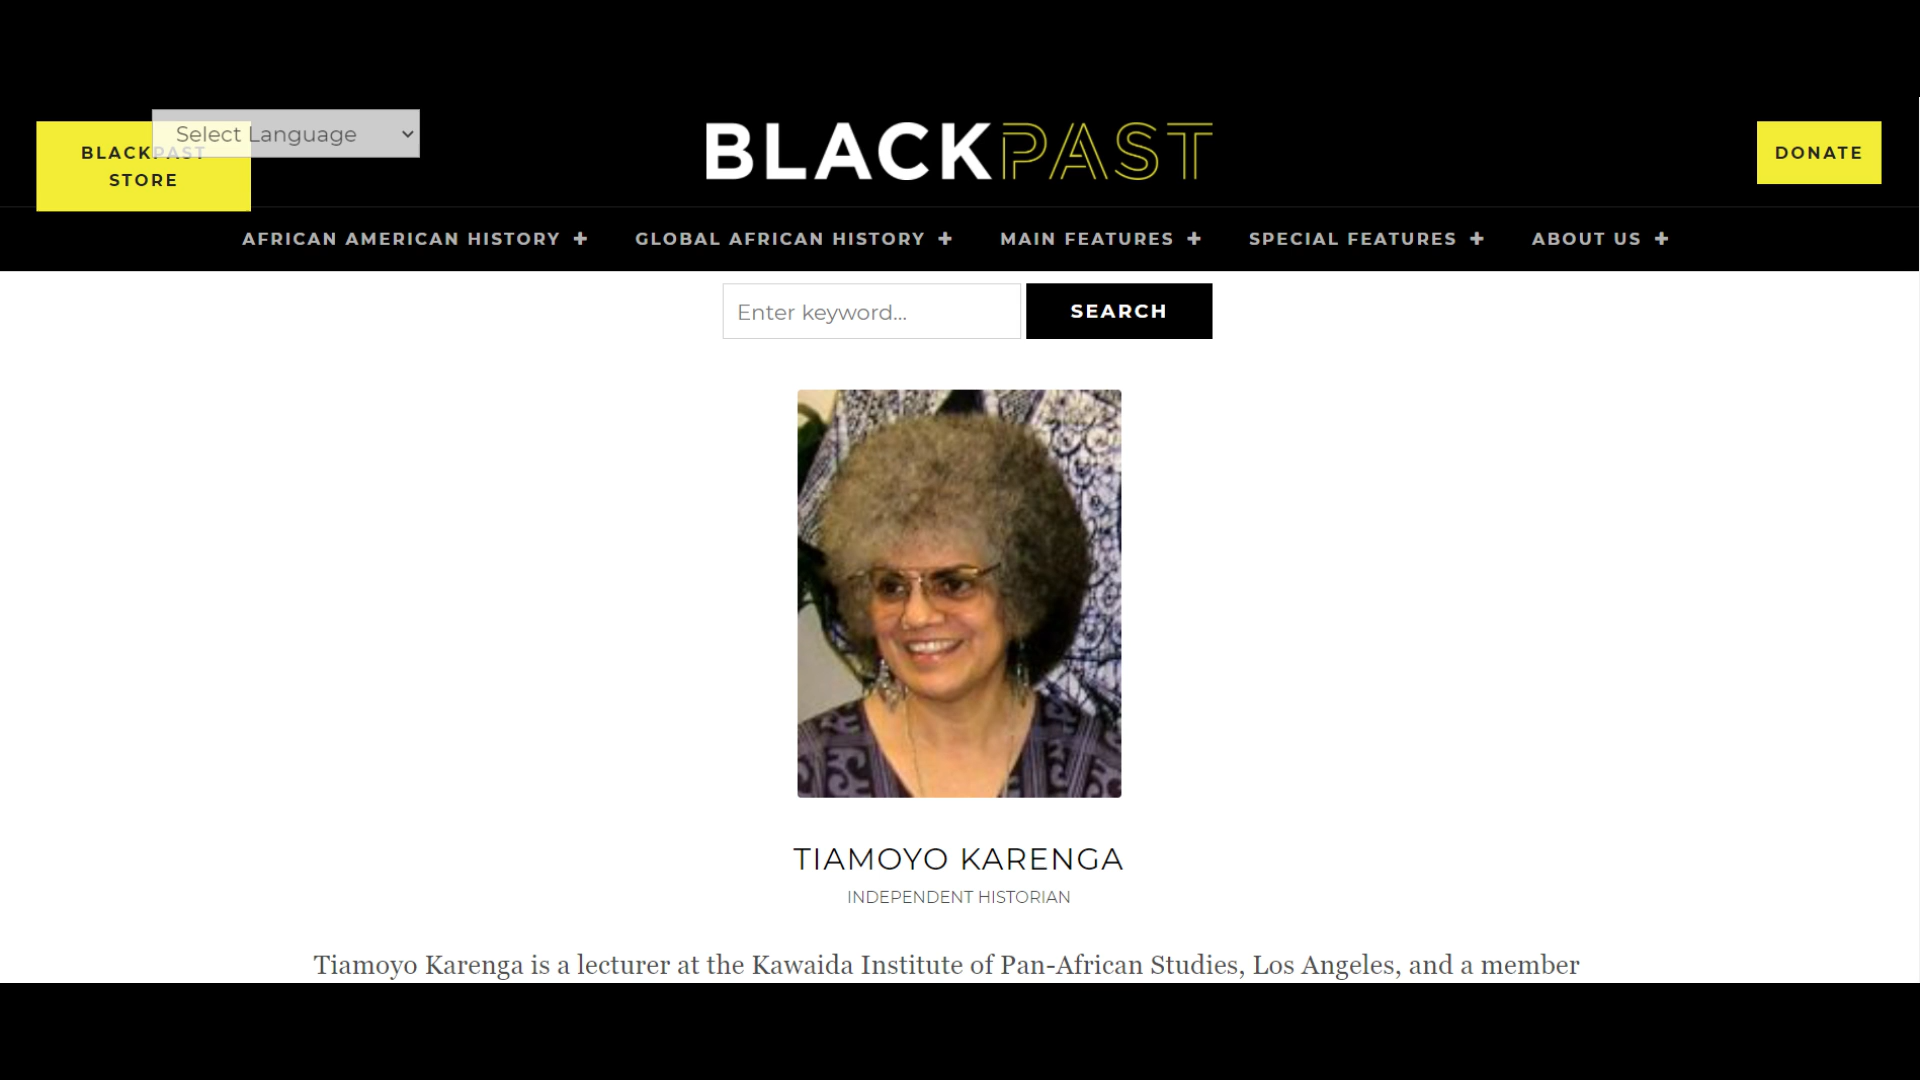 Select Language
BLACKPAST
STORE
BLACKPAST
DONATE
AFRICAN AMERICAN HISTORY +
GLOBAL AFRICAN HISTORY +
MAIN FEATURES +
SPECIAL FEATURES +
ABOUT US +
Enter keyword...
SEARCH
TIAMOYO KARENGA
INDEPENDENT HISTORIAN
Tiamoyo Karenga is a lecturer at the Kawaida Institute of Pan-African Studies, Los Angeles, and a member